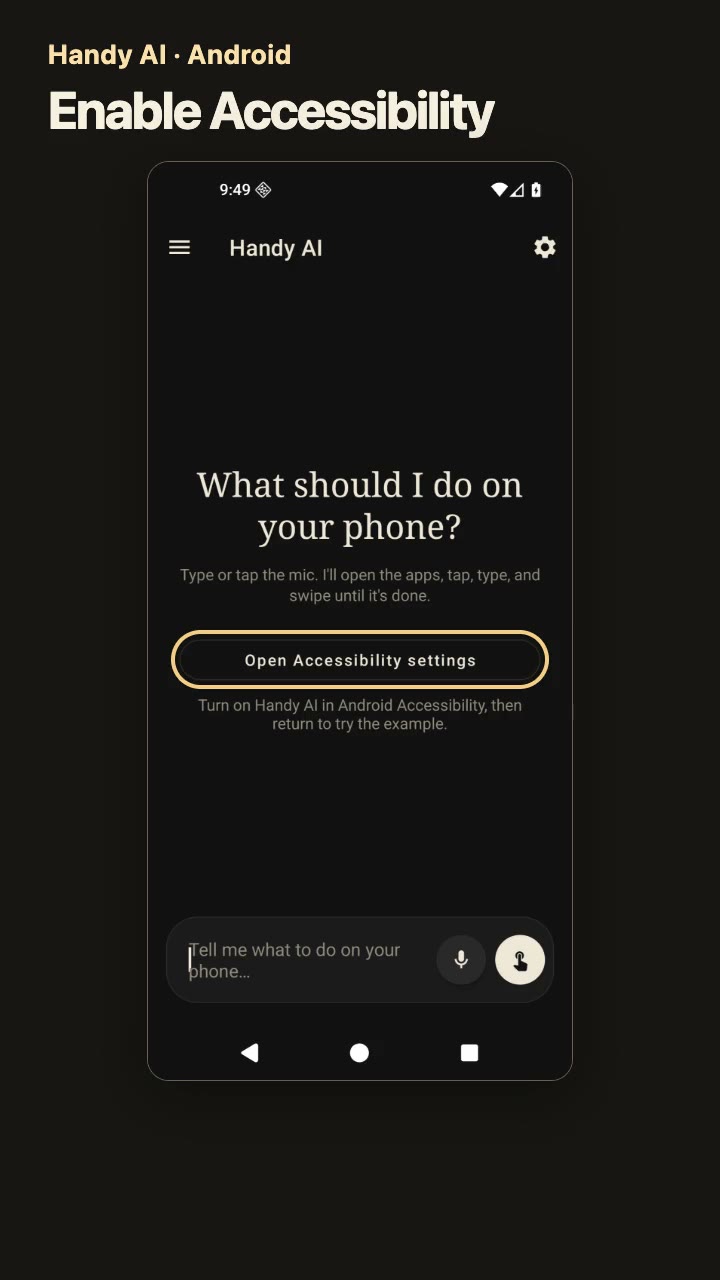 Handy AI · Android
Enable Accessibility
9:49
Handy AI
What should I do on
your phone?
Type or tap the mic. I'll open the apps, tap, type, and
swipe until it's done.
Open Accessibility settings
Turn on Handy AI in Android Accessibility, then
return to try the example.
Tell me what to do on your
phone…